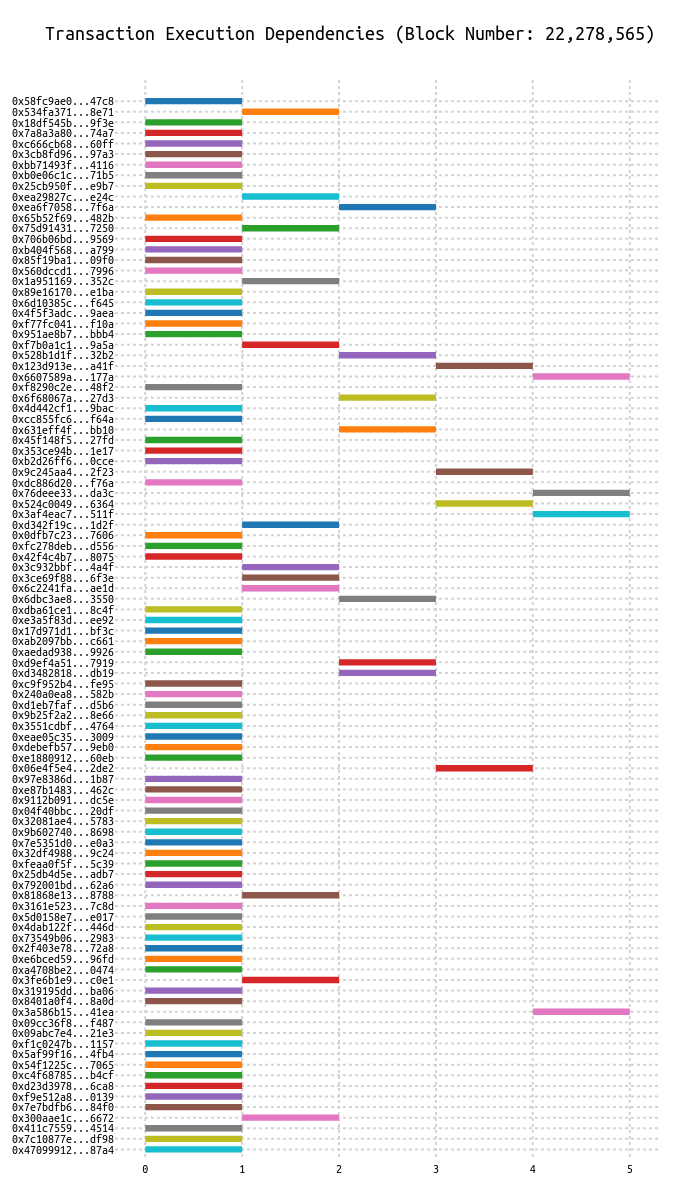 Transaction Execution Dependencies (Block Number: 22,278,565)
0x58fc9ae0...47c8
0x534fa371...8e71
0x18df545b...9f3e
0x7a8a3a80...74a7
0xc666cb68...60ff
0x3cb8fd96...97a3
0xbb71493f...4116
0xb0e06c1c...71b5
0x25cb950f...e9b7
0xea29827c...e24c
0xea6f7058...7f6a
0x65b52f69...482b
0x75d91431...7250
0x706b06bd...9569
0xb404f568...a799
0x85f19ba1...09f0
0x560dccd1...7996
0x1a951169...352c
0x89e16170...e1ba
0x6d10385c...f645
0x4f5f3adc...9aea
0xf77fc041...f10a
0x951ae8b7...bbb4
0xf7b0a1c1...9a5a
0x528b1d1f...32b2
0x123d913e...a41f
0x6607589a...177a
0xf8290c2e...48f2
0x6f68067a...27d3
0x4d442cf1...9bac
0xcc855fc6...f64a
0x631eff4f...bb10
0x45f148f5...27fd
0x353ce94b...1e17
0xb2d26ff6...0cce
0x9c245aa4...2f23
0xdc886d20...f76a
0x76deee33...da3c
0x524c0049...6364
0x3af4eac7...511f
0xd342f19c...1d2f
0x0dfb7c23...7606
0xfc278deb...d556
0x42f4c4b7...8075
0x3c932bbf...4a4f
0x3ce69f88...6f3e
0x6c2241fa...ae1d
0x6dbc3ae8...3550
0xdba61ce1...8c4f
0xe3a5f83d...ee92
0x17d971d1...bf3c
0xab2097bb...c661
0xaedad938...9926
0xd9ef4a51...7919
0xd3482818...db19
0xc9f952b4...fe95
0x240a0ea8...582b
0xd1eb7faf...d5b6
0x9b25f2a2...8e66
0x3551cdbf...4764
0xeae05c35...3009
0xdebefb57...9eb0
0xe1880912...60eb
0x06e4f5e4...2de2
0x97e8386d...1b87
0xe87b1483...462c
0x9112b091...dc5e
0x04f40bbc...20df
0x32081ae4...5783
0x9b602740...8698
0x7e5351d0...e0a3
0x32df4988...9c24
0xfeaa0f5f...5c39
0x25db4d5e...adb7
0x792001bd...62a6
0x81868e13...8788
0x3161e523...7c8d
0x5d0158e7...e017
0x4dab122f...446d
0x73549b06...2983
0x2f403e78...72a8
0xe6bced59...96fd
0xa4708be2...0474
0x3fe6b1e9...c0e1
0x319195dd...ba06
0x8401a0f4...8a0d
0x3a586b15...41ea
0x09cc36f8...f487
0x09abc7e4...21e3
0xf1c0247b...1157
0x5af99f16...4fb4
0x54f1225c...7065
0xc4f68785...b4cf
0xd23d3978...6ca8
0xf9e512a8...0139
0x7e7bdfb6...84f0
0x300aae1c...6672
0x411c7559...4514
0x7c10877e...df98
0x47099912...87a4
0 1 2 3 4 5